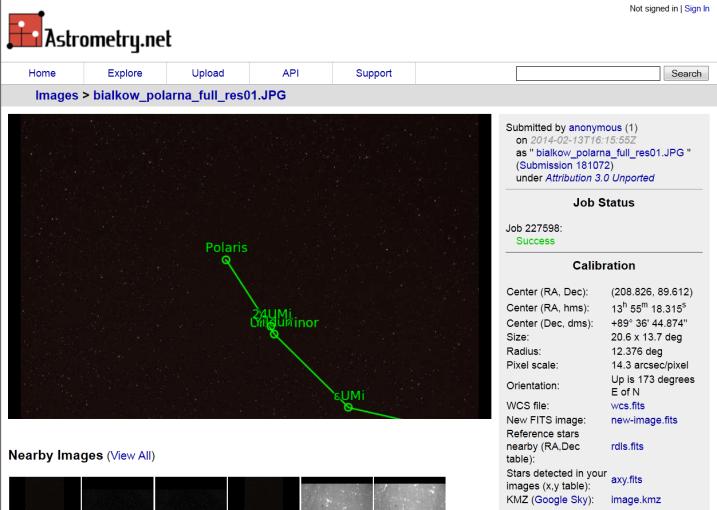 Not signed in | Sign In
Astrometry.net
Home Explore Upload API Support Search
Images > bialkow_polarna_full_res01.JPG
Polaris
24UMi
εUMi
Submitted by anonymous (1)
on 2014-02-13T16:15:55Z
as " bialkow_polarna_full_res01.JPG "
(Submission 181072)
under Attribution 3.0 Unported
Job Status
Job 227598:
Success
Calibration
Center (RA, Dec): (208.826, 89.612)
Center (RA, hms): 13h 55m 18.315s
Center (Dec, dms): +89° 36' 44.874"
Size: 20.6 x 13.7 deg
Radius: 12.376 deg
Pixel scale: 14.3 arcsec/pixel
Orientation: Up is 173 degrees
E of N
WCS file: wcs.fits
New FITS image: new-image.fits
Reference stars
nearby (RA,Dec rdls.fits
table):
Stars detected in your
images (x,y table): axy.fits
KMZ (Google Sky): image.kmz
Nearby Images (View All)